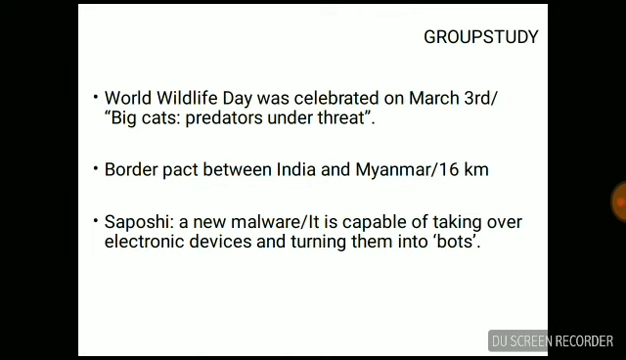 GROUPSTUDY
• World Wildlife Day was celebrated on March 3rd/
“Big cats: predators under threat”.
• Border pact between India and Myanmar/16 km
• Saposhi: a new malware/It is capable of taking over
electronic devices and turning them into ‘bots’.
DU SCREEN RECORDER